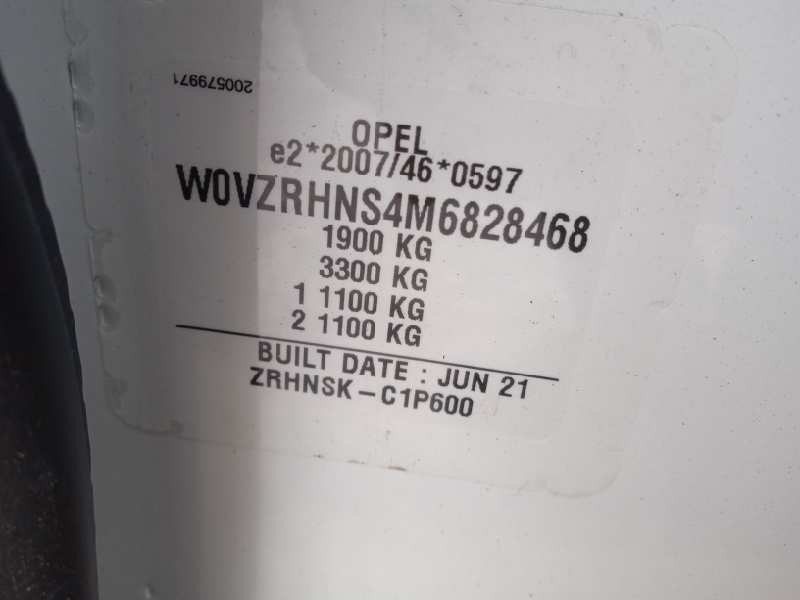 200579971
OPEL
e2*2007/46*0597
W0VZRHNS4M6828468
1900 KG
3300 KG
1 1100 KG
2 1100 KG
BUILT DATE : JUN 21
ZRHNSK-C1P600